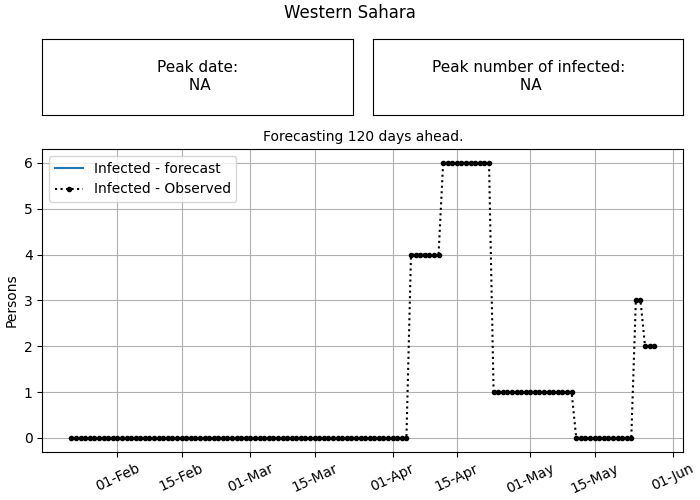 Western Sahara
Peak date:
NA
Peak number of infected:
NA
Forecasting 120 days ahead.
Infected - forecast
Infected - Observed
Persons
6
5
4
3
2
1
0
01-Feb
15-Feb
01-Mar
15-Mar
01-Apr
15-Apr
01-May
15-May
01-Jun